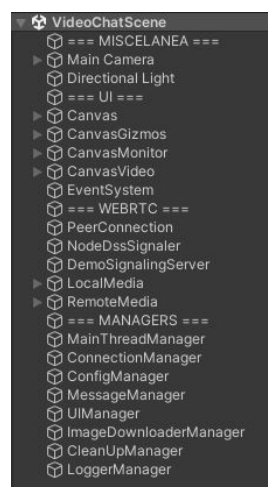 VideoChatScene
=== MISCELANEA ===
Main Camera
Directional Light
=== UI ===
Canvas
CanvasGizmos
CanvasMonitor
CanvasVideo
EventSystem
=== WEBRTC ===
PeerConnection
NodeDssSignaler
DemoSignalingServer
LocalMedia
RemoteMedia
=== MANAGERS ===
MainThreadManager
ConnectionManager
ConfigManager
MessageManager
UIManager
ImageDownloaderManager
CleanUpManager
LoggerManager